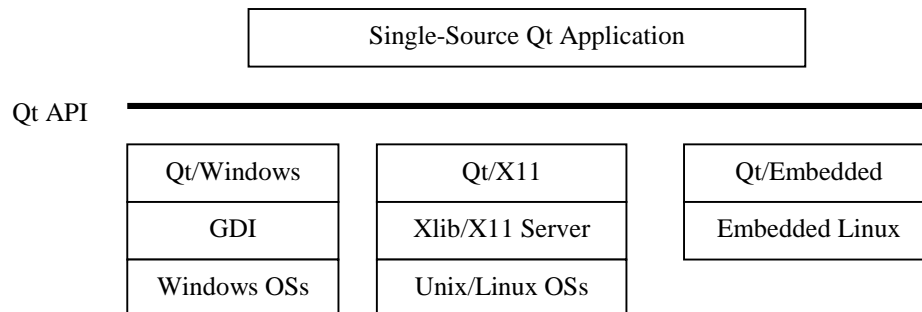 Single-Source Qt Application
Qt API
Qt/Windows
GDI
Windows OSs
Qt/X11
Xlib/X11 Server
Unix/Linux OSs
Qt/Embedded
Embedded Linux